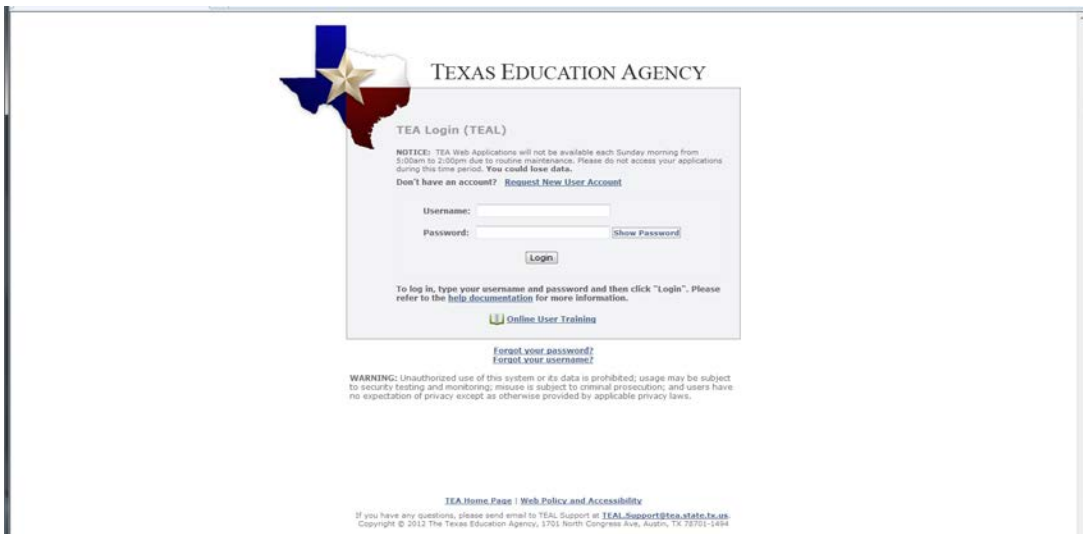 TEXAS EDUCATION AGENCY
TEA Login (TEAL)
NOTICE: TEA Web Applications will not be available each Sunday morning from
5:00am to 2:00pm due to routine maintenance. Please do not access your applications
during this time period. You could lose data.
Don't have an account? Request New User Account
Username:
Password: Show Password
Login
To log in, type your username and password and then click "Login". Please
refer to the help documentation for more information.
Online User Training
Forgot your password?
Forgot your username?
WARNING: Unauthorized use of this system or its data is prohibited; usage may be subject
to security testing and monitoring; misuse is subject to criminal prosecution; and users have
no expectation of privacy except as otherwise provided by applicable privacy laws.
TEA Home Page | Web Policy and Accessibility
If you have any questions, please send email to TEAL Support at TEAL.Support@tea.state.tx.us.
Copyright © 2012 The Texas Education Agency, 1701 North Congress Ave, Austin, TX 78701-1494